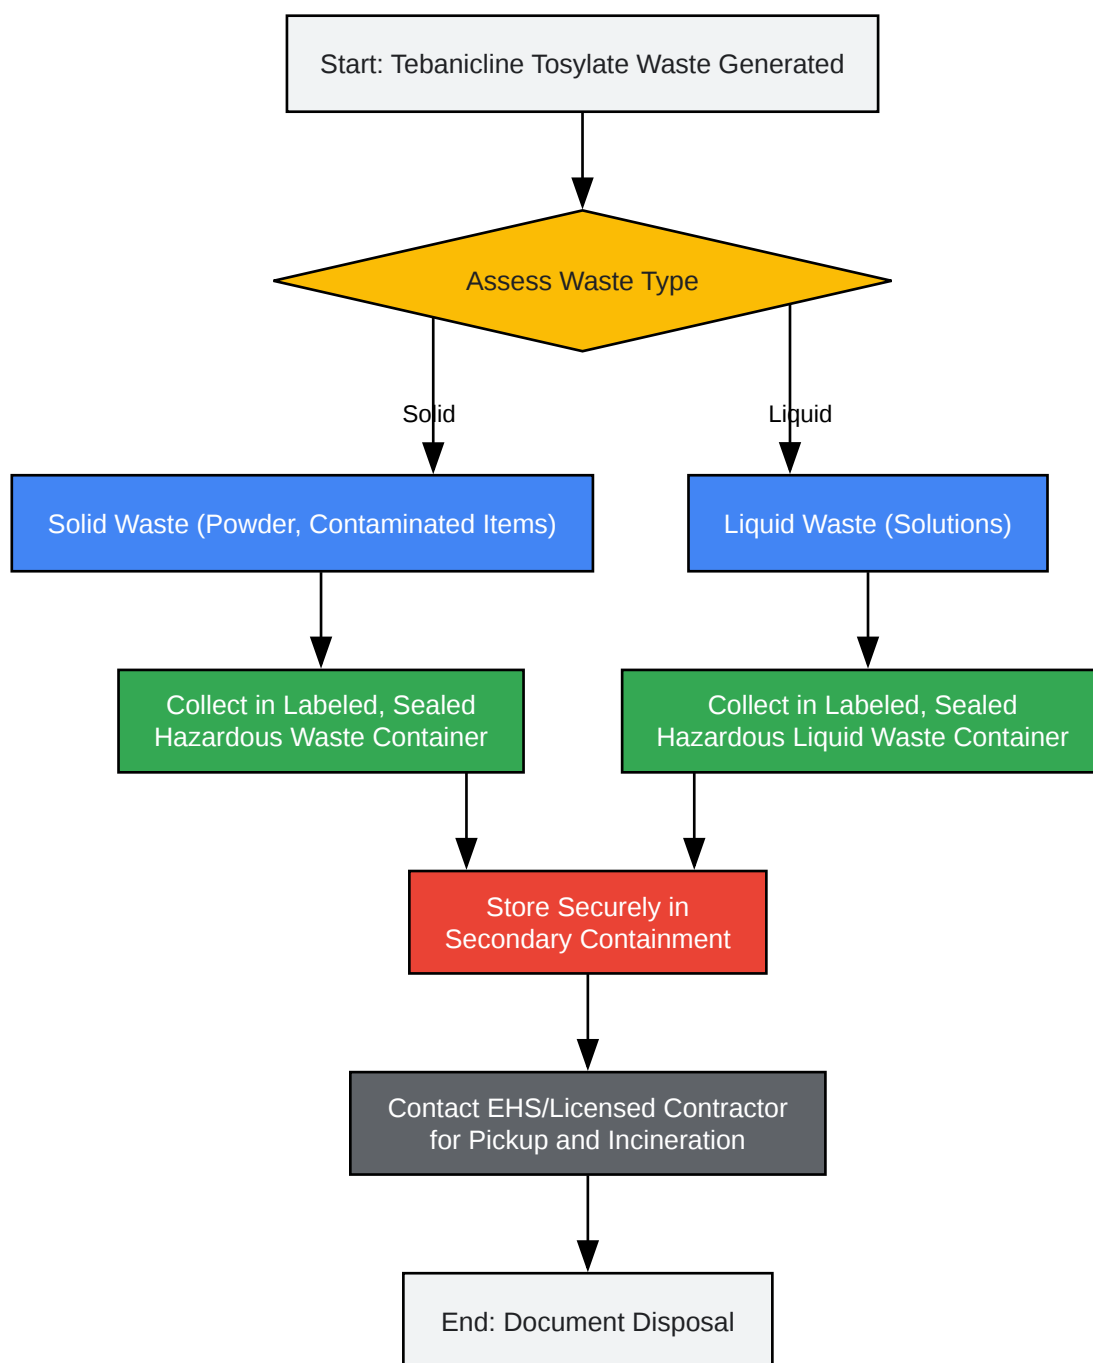 Start: Tebanicline Tosylate Waste Generated
Assess Waste Type
Solid
Liquid
Solid Waste (Powder, Contaminated Items)
Liquid Waste (Solutions)
Collect in Labeled, Sealed
Hazardous Waste Container
Collect in Labeled, Sealed
Hazardous Liquid Waste Container
Store Securely in
Secondary Containment
Contact EHS/Licensed Contractor
for Pickup and Incineration
End: Document Disposal